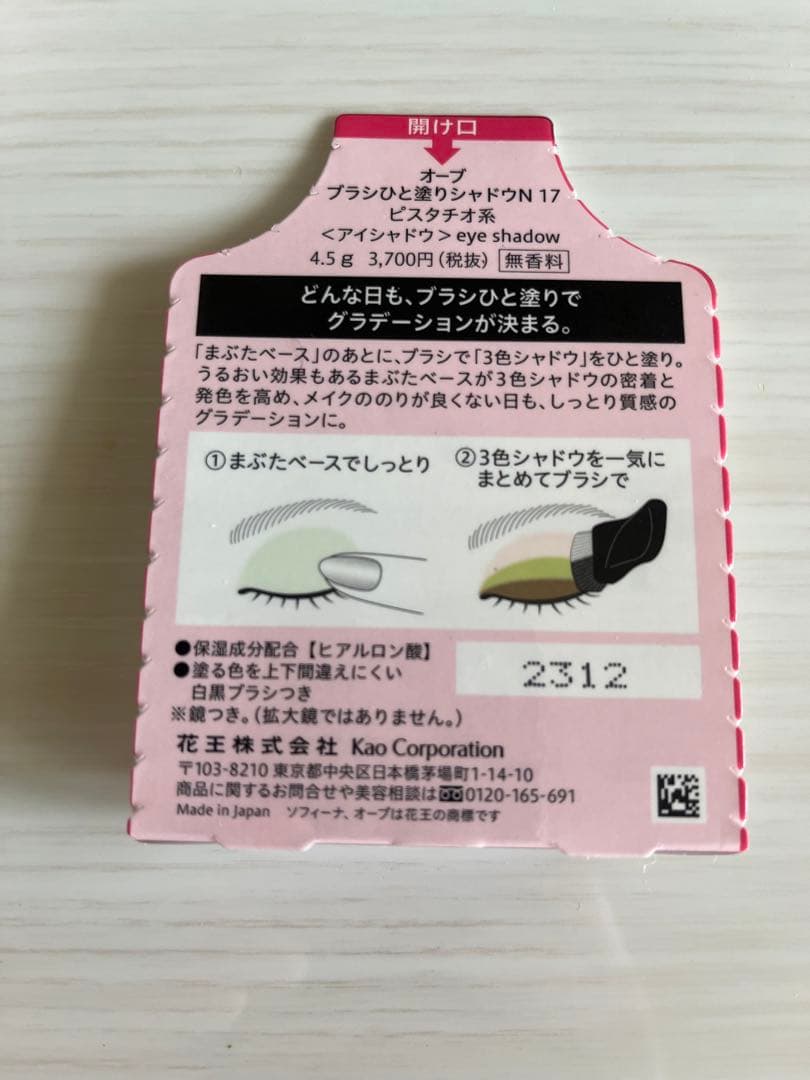 開け口
オーブ
ブラシひと塗りシャドウN 17
ピスタチオ系
＜アイシャドウ＞eye shadow
4.5g 3,700円(税抜) 無香料
どんな日も、ブラシひと塗りで
グラデーションが決まる。
「まぶたベース」のあとに、ブラシで「3色シャドウ」をひと塗り。
うるおい効果もあるまぶたベースが3色シャドウの密着と
発色を高め、メイクののりが良くない日も、しっとり質感の
グラデーションに。
①まぶたベースでしっとり
②3色シャドウを一気に
まとめてブラシで
●保湿成分配合【ヒアルロン酸】
●塗る色を上下間違えにくい
白黒ブラシつき
※鏡つき。(拡大鏡ではありません。)
2312
花王株式会社 Kao Corporation
〒103-8210 東京都中央区日本橋茅場町1-14-10
商品に関するお問合せや美容相談は 0120-165-691
Made in Japan ソフィーナ、オーブは花王の商標です